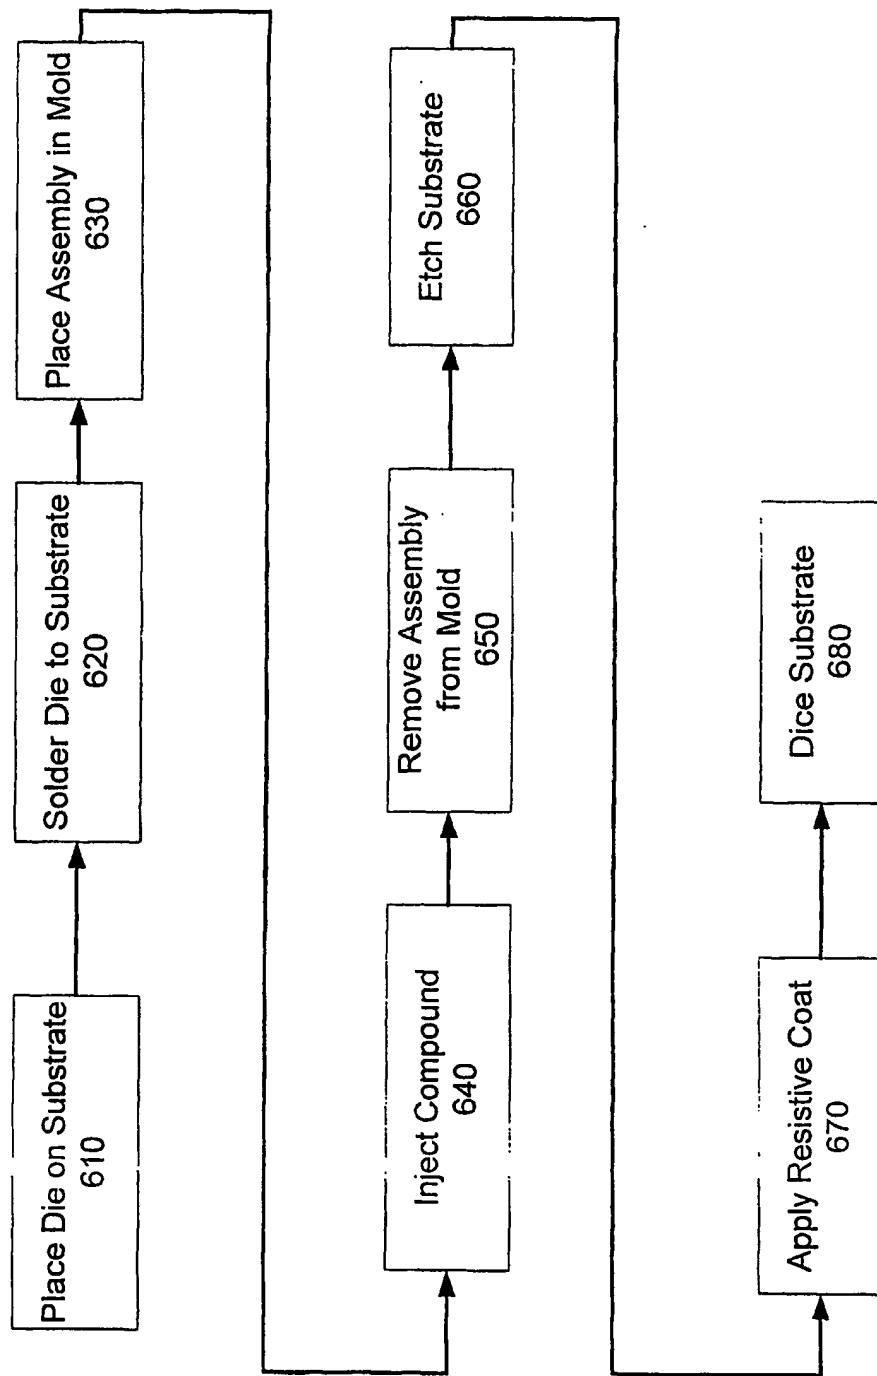 Place Die on Substrate
610
Solder Die to Substrate
620
Place Assembly in Mold
630
Inject Compound
640
Remove Assembly
from Mold
650
Etch Substrate
660
Apply Resistive Coat
670
Dice Substrate
680